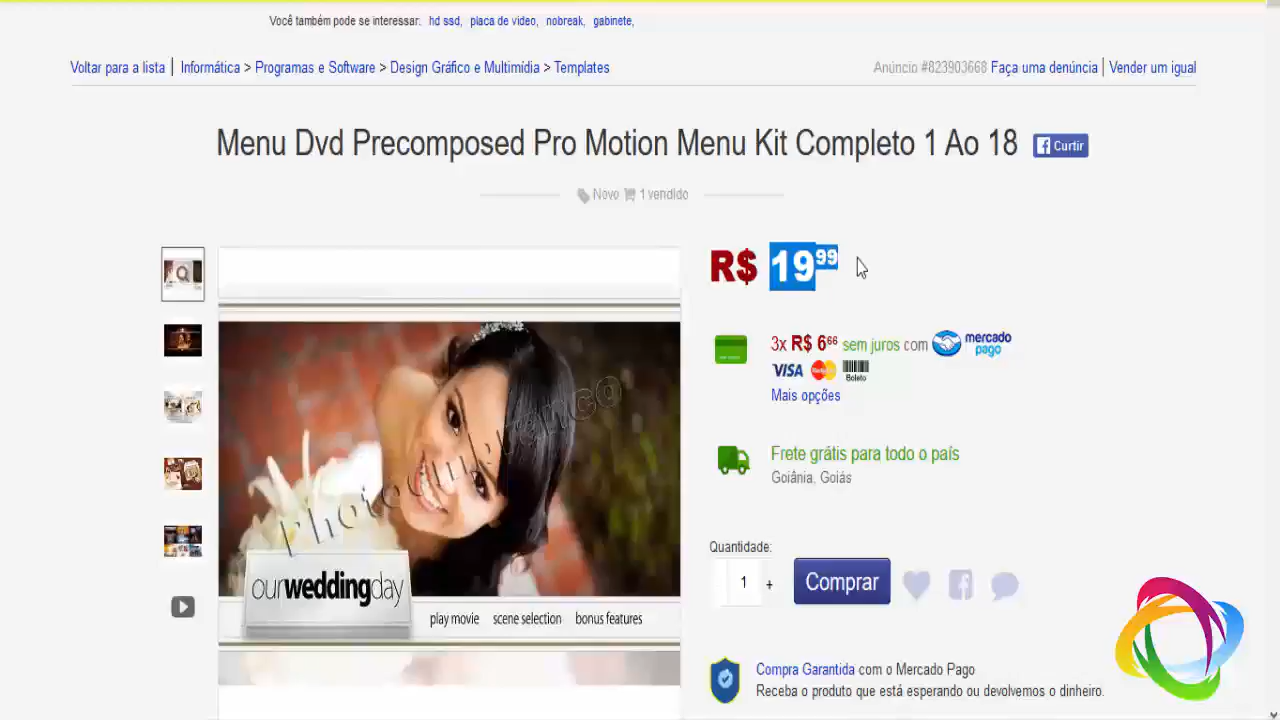 Você também pode se interessar: hd ssd, placa de video, nobreak, gabinete,
Voltar para a lista | Informática > Programas e Software > Design Gráfico e Multimídia > Templates
Anúncio #823903668 Faça uma denúncia | Vender um igual
Menu Dvd Precomposed Pro Motion Menu Kit Completo 1 Ao 18
Curtir
Novo 1 vendido
R$ 19 99
3x R$ 6 66 sem juros com mercado pago
VISA MasterCard Boleto
Mais opções
Frete grátis para todo o país
Goiânia, Goiás
Quantidade:
1 + Comprar
ourweddingday
play movie scene selection bonus features
Compra Garantida com o Mercado Pago
Receba o produto que está esperando ou devolvemos o dinheiro.